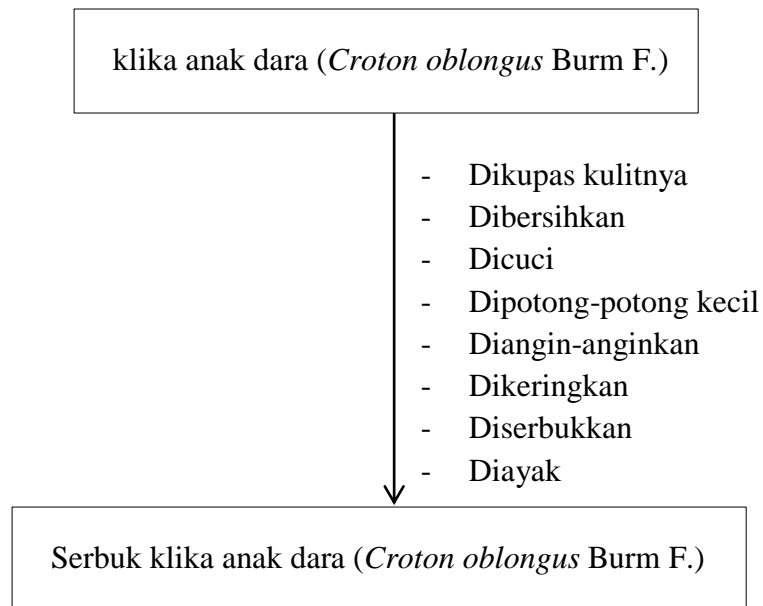 klika anak dara (Croton oblongus Burm F.)
- Dikupas kulitnya
- Dibersihkan
- Dicuci
- Dipotong-potong kecil
- Diangin-anginkan
- Dikeringkan
- Diserbukkan
- Diayak
Serbuk klika anak dara (Croton oblongus Burm F.)